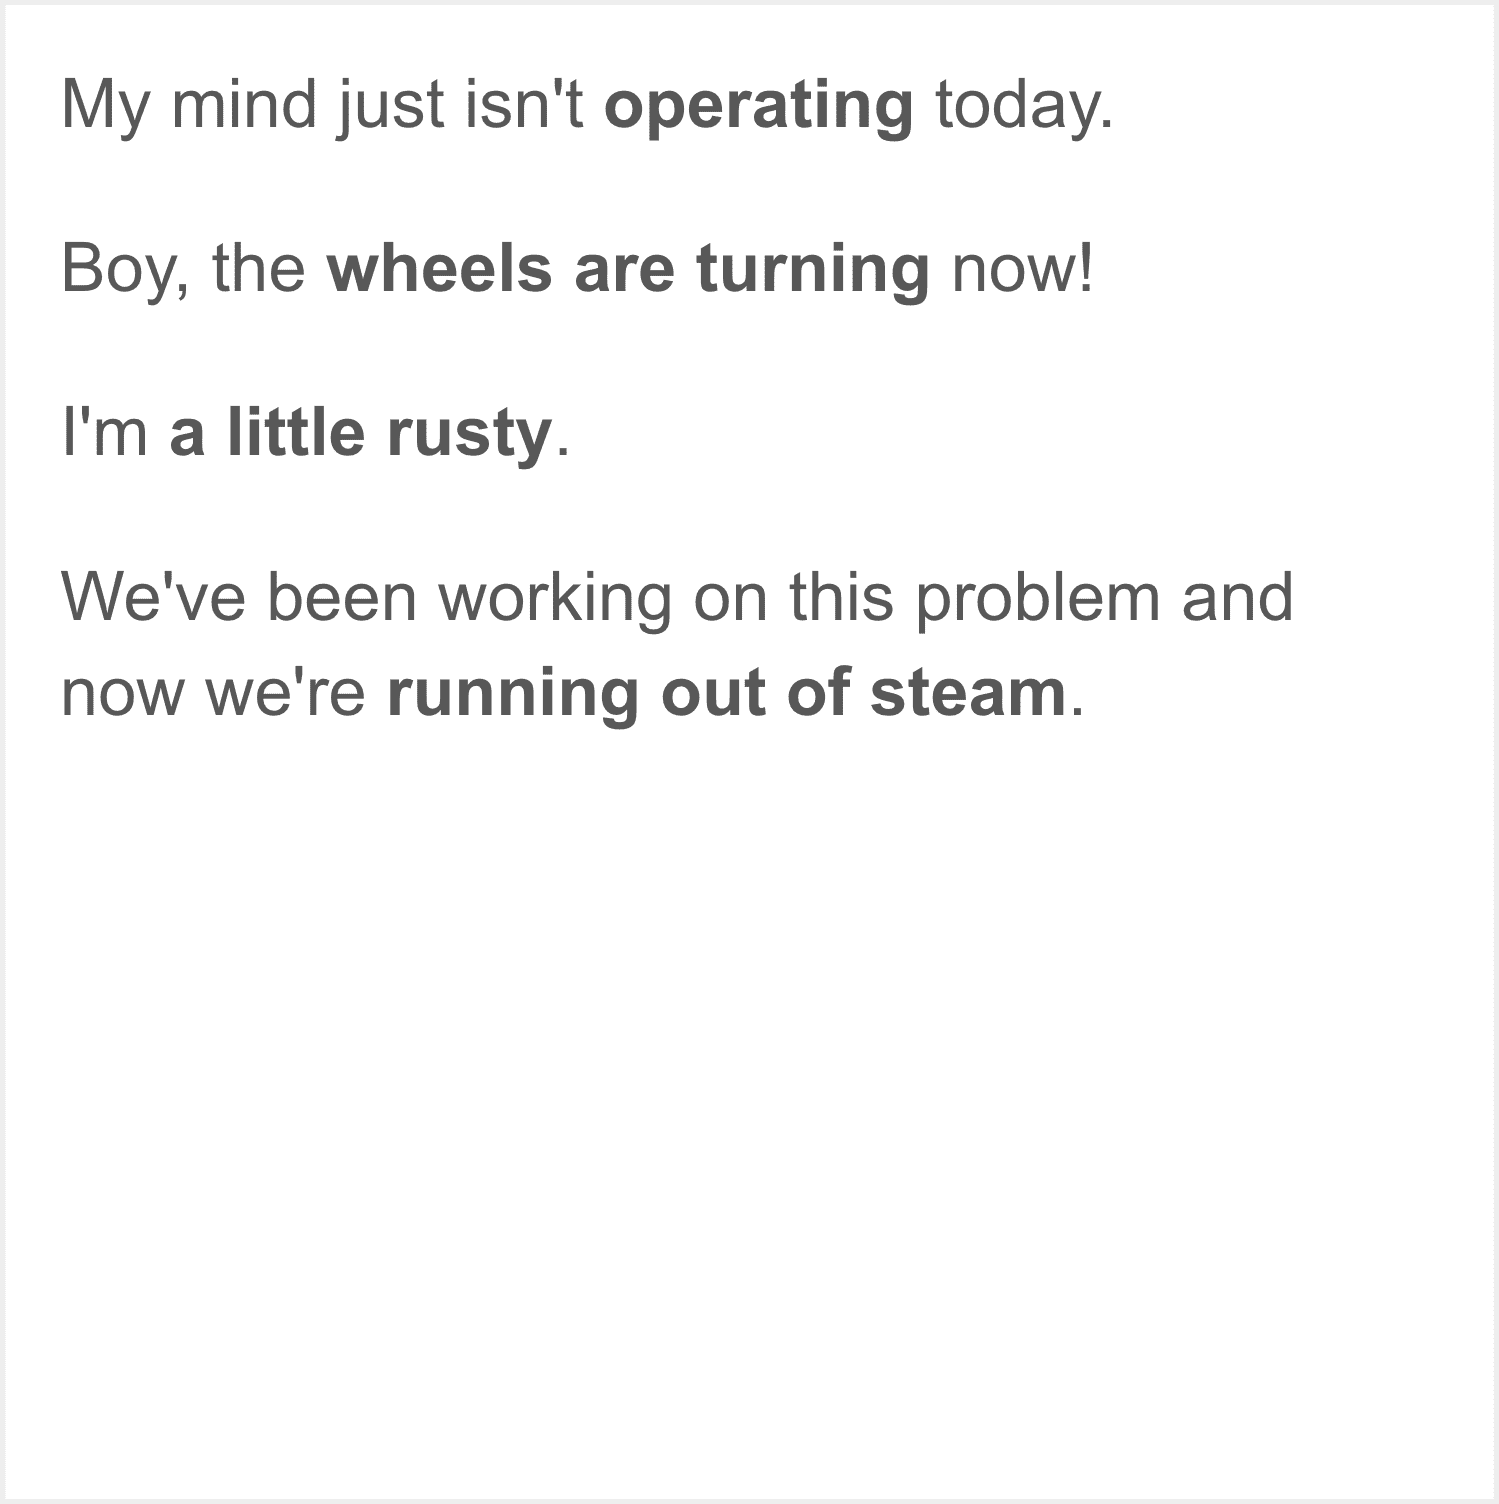 My mind just isn't operating today.
Boy, the wheels are turning now!
I'm a little rusty.
We've been working on this problem and
now we're running out of steam.